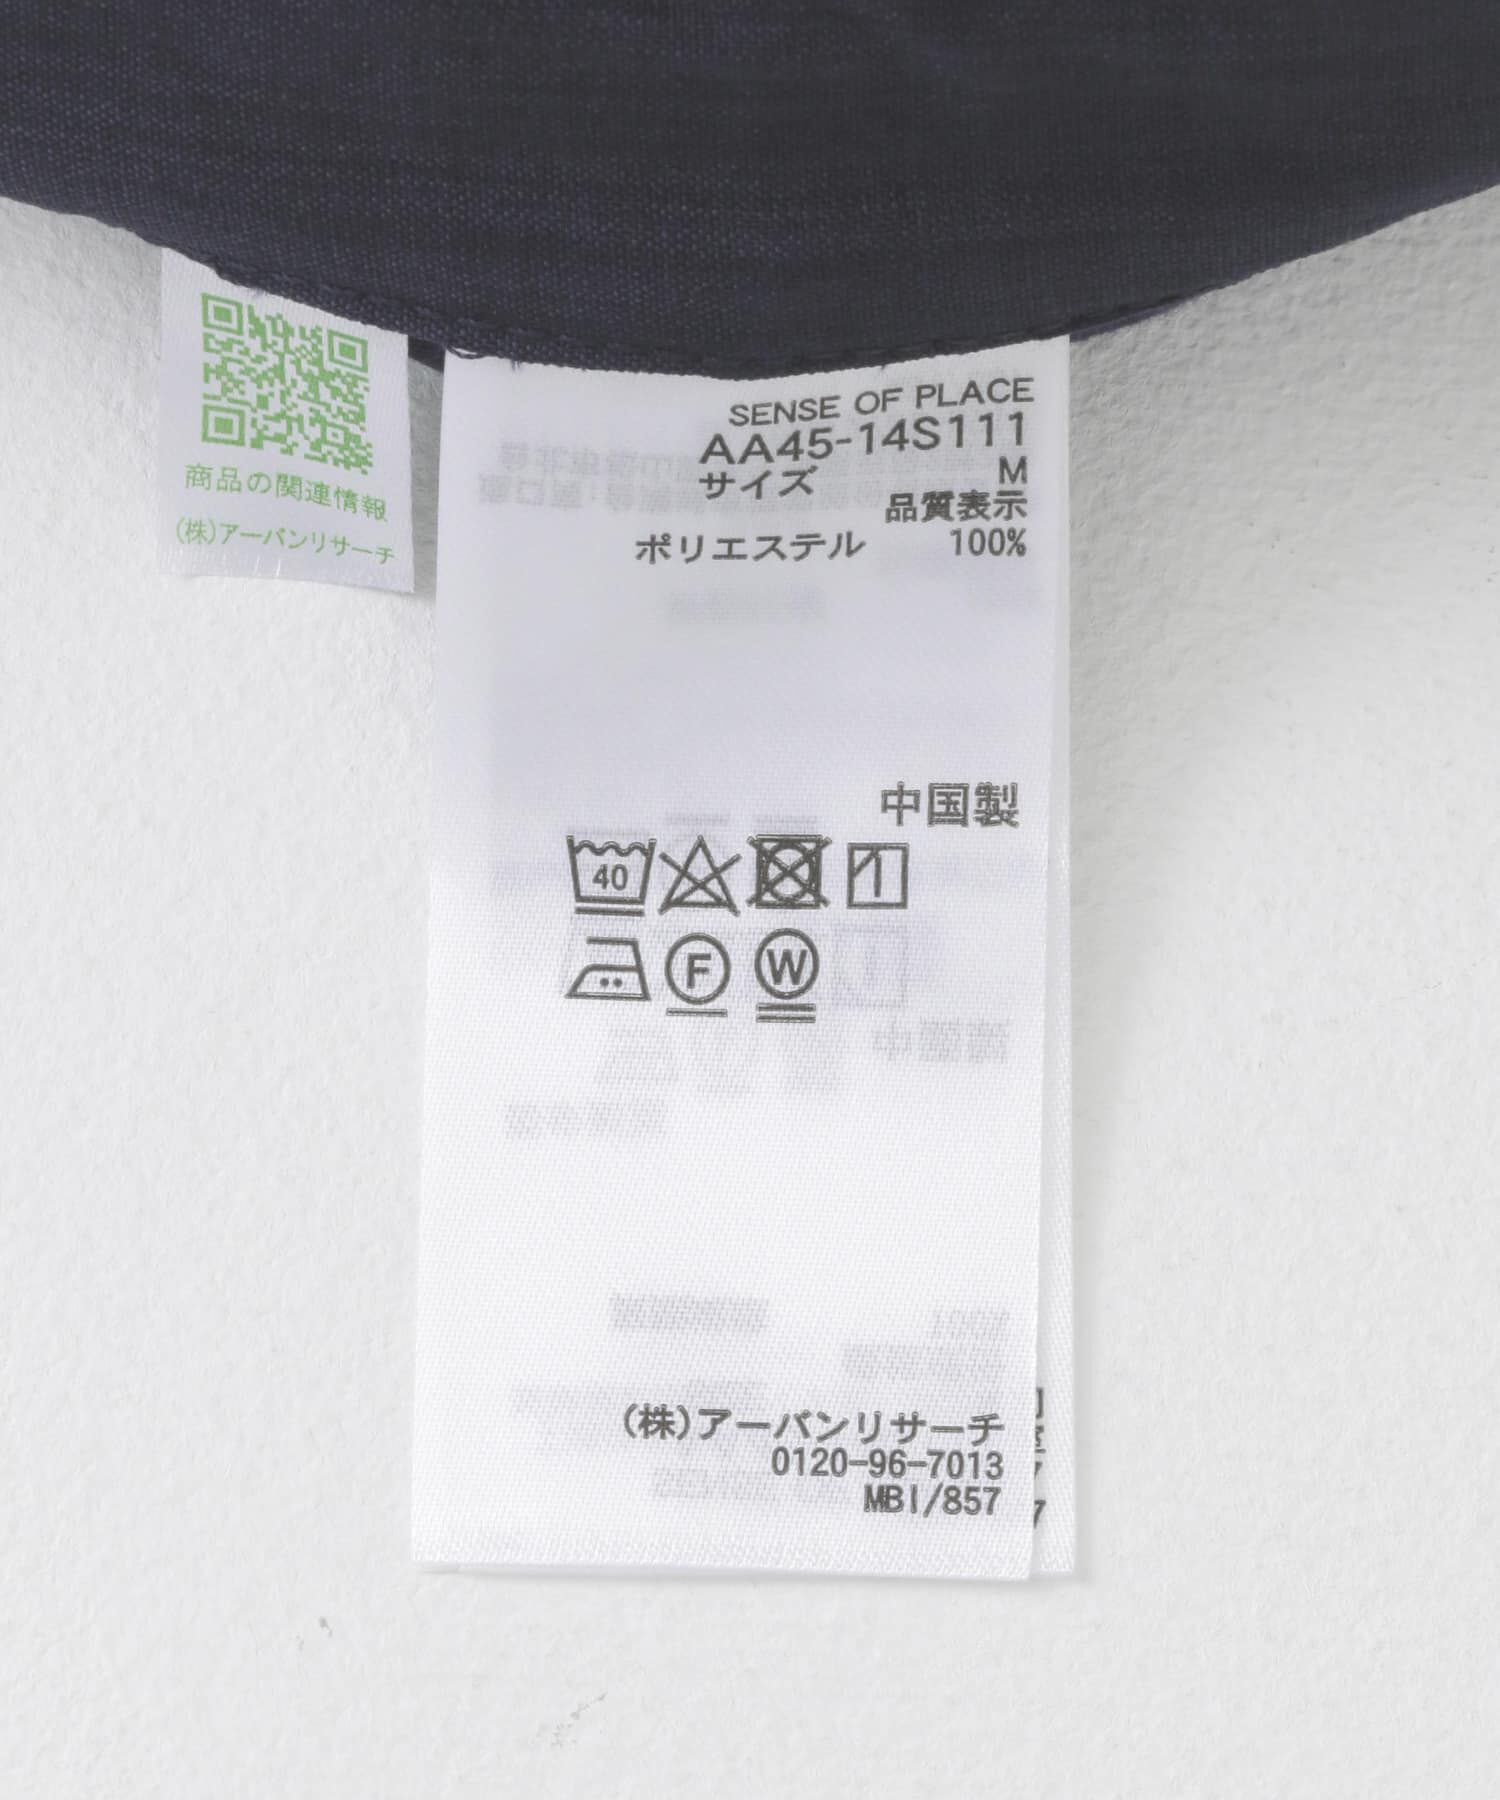 商品の関連情報
(株)アーバンリサーチ
SENSE OF PLACE
AA45-14S111
サイズ M
品質表示
ポリエステル 100%
中国製
40
F W
(株)アーバンリサーチ
0120-96-7013
MBI/857